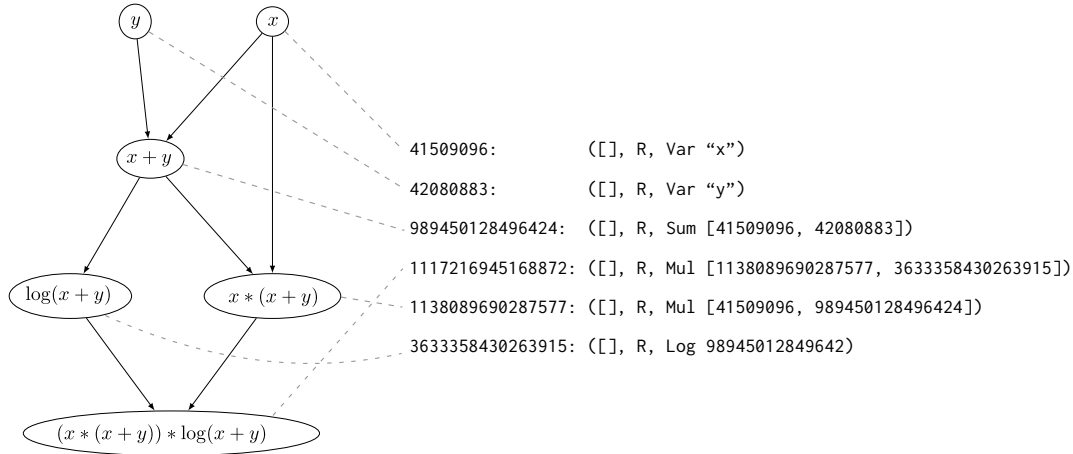 y
x
x + y
log(x + y)
x ∗ (x + y)
(x ∗ (x + y)) ∗ log(x + y)
41509096: ([], R, Var “x”)
42080883: ([], R, Var “y”)
989450128496424: ([], R, Sum [41509096, 42080883])
1117216945168872: ([], R, Mul [1138089690287577, 3633358430263915])
1138089690287577: ([], R, Mul [41509096, 989450128496424])
3633358430263915: ([], R, Log 98945012849642)